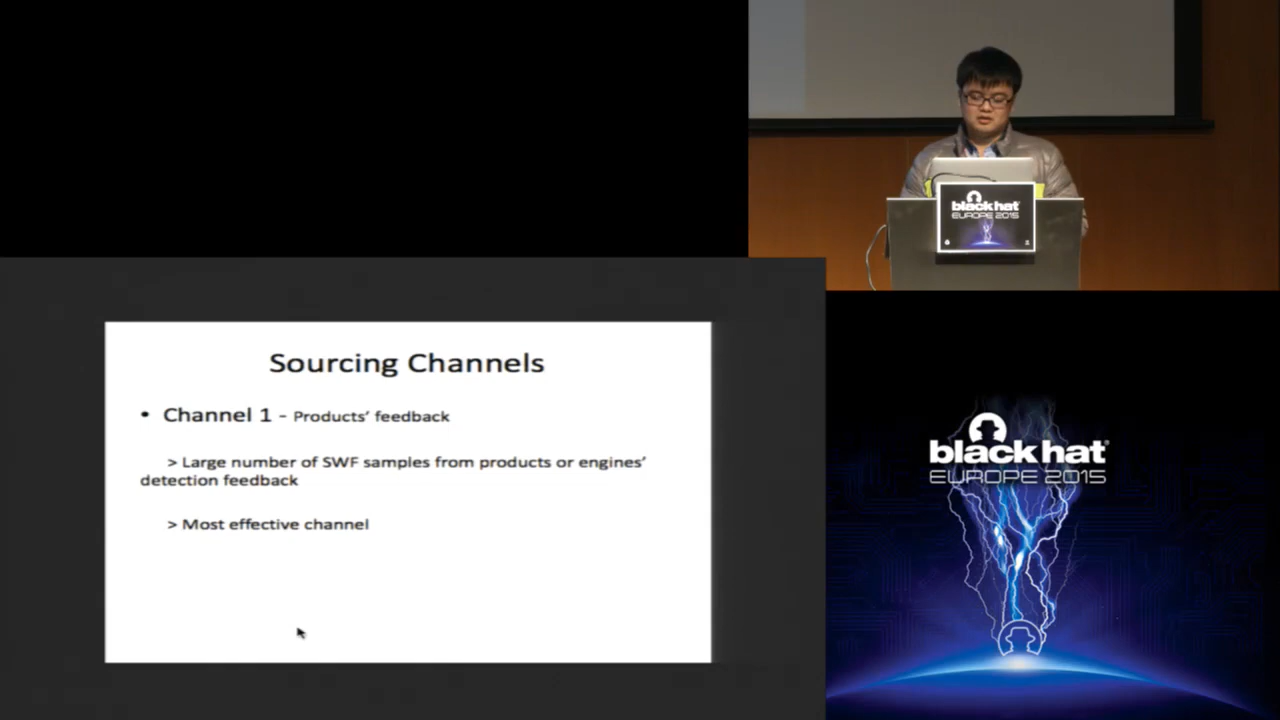 black hat
EUROPE 2015
Sourcing Channels
• Channel 1 - Products' feedback
> Large number of SWF samples from products or engines'
detection feedback
> Most effective channel
black hat®
EUROPE 2015